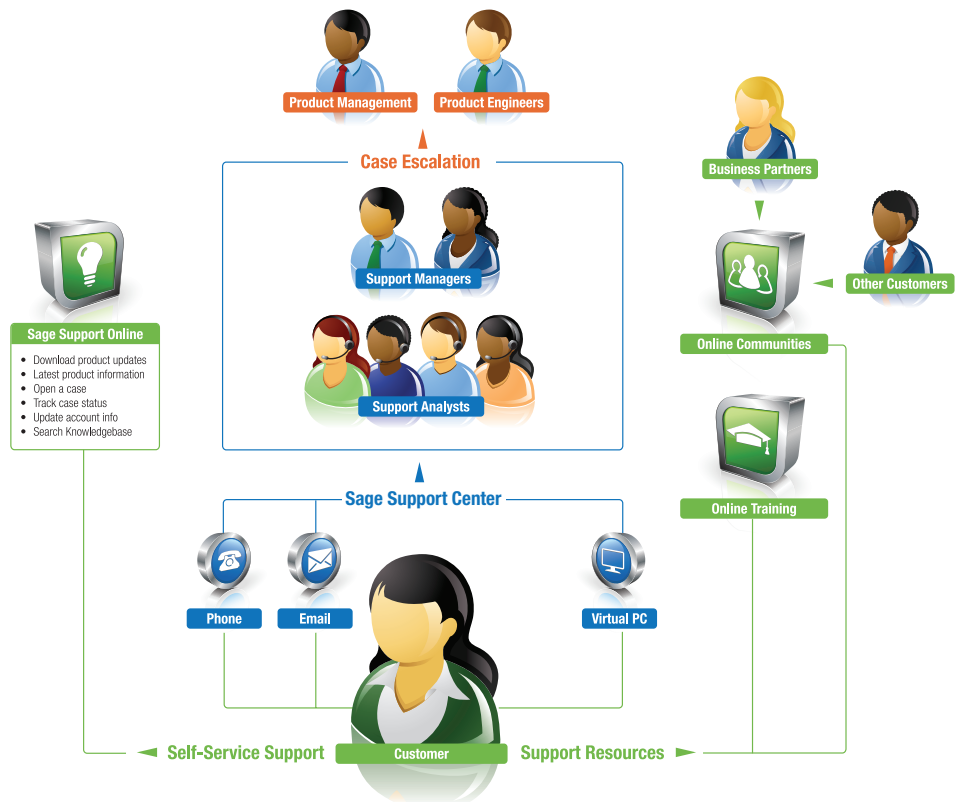 Product Management
Product Engineers
Case Escalation
Business Partners
Support Managers
Other Customers
Sage Support Online
• Download product updates
• Latest product information
• Open a case
• Track case status
• Update account info
• Search Knowledgebase
Online Communities
Support Analysts
Sage Support Center
Online Training
Phone
Email
Virtual PC
Self-Service Support
Customer
Support Resources